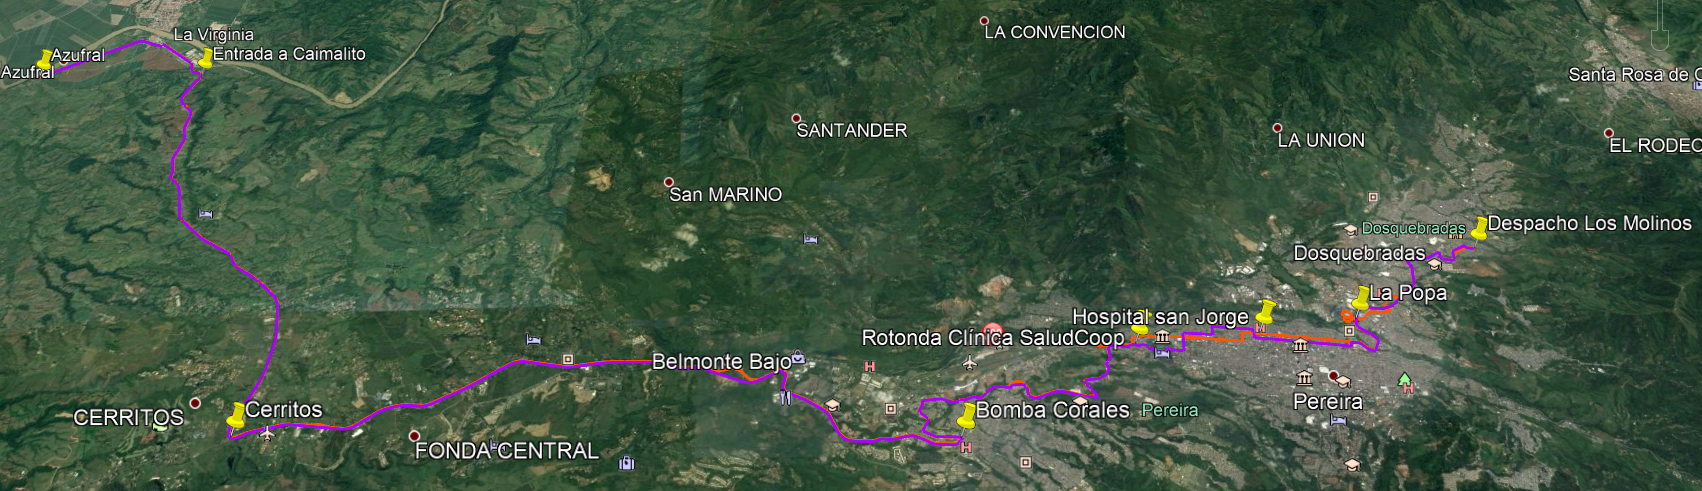 LA CONVENCION
La Virginia
Azufral
Entrada a Caimalito
Azufral
Santa Rosa de
SANTANDER
LA UNION
EL RODEO
San MARINO
Despacho Los Molinos
Dosquebradas
Dosquebradas
La Popa
Hospital san Jorge
Rotonda Clínica SaludCoop
Belmonte Bajo
Pereira
Cerritos
CERRITOS
Bomba Corales
Pereira
FONDA CENTRAL